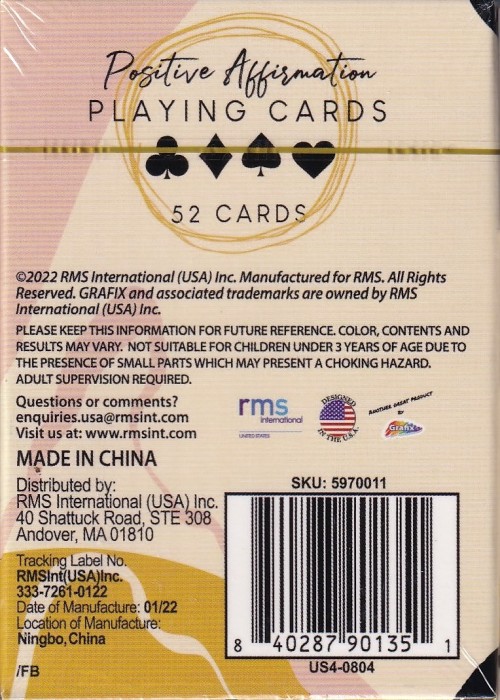 Positive Affirmation
PLAYING CARDS
52 CARDS
©2022 RMS International (USA) Inc. Manufactured for RMS. All Rights
Reserved. GRAFIX and associated trademarks are owned by RMS
International (USA) Inc.
PLEASE KEEP THIS INFORMATION FOR FUTURE REFERENCE. COLOR, CONTENTS AND
RESULTS MAY VARY. NOT SUITABLE FOR CHILDREN UNDER 3 YEARS OF AGE DUE TO
THE PRESENCE OF SMALL PARTS WHICH MAY PRESENT A CHOKING HAZARD.
ADULT SUPERVISION REQUIRED.
Questions or comments?
enquiries.usa@rmsint.com
Visit us at: www.rmsint.com
rms
international
UNITED STATES
DESIGNED
IN THE U.S.A.
ANOTHER GREAT PRODUCT
BY
Grafix
MADE IN CHINA
Distributed by:
RMS International (USA) Inc.
40 Shattuck Road, STE 308
Andover, MA 01810
Tracking Label No.
RMSInt(USA)Inc.
333-7261-0122
Date of Manufacture: 01/22
Location of Manufacture:
Ningbo,China
/FB
SKU: 5970011
8 40287 90135 1
US4-0804